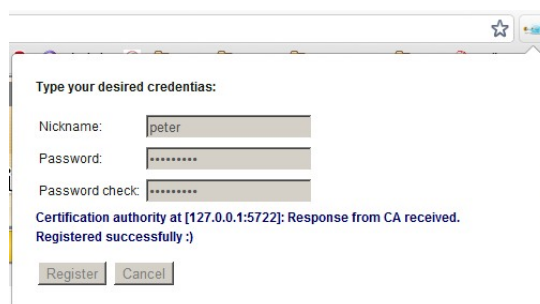 Type your desired credentias:
Nickname: peter
Password: •••••••••
Password check: •••••••••
Certification authority at [127.0.0.1:5722]: Response from CA received.
Registered successfully :)
Register Cancel